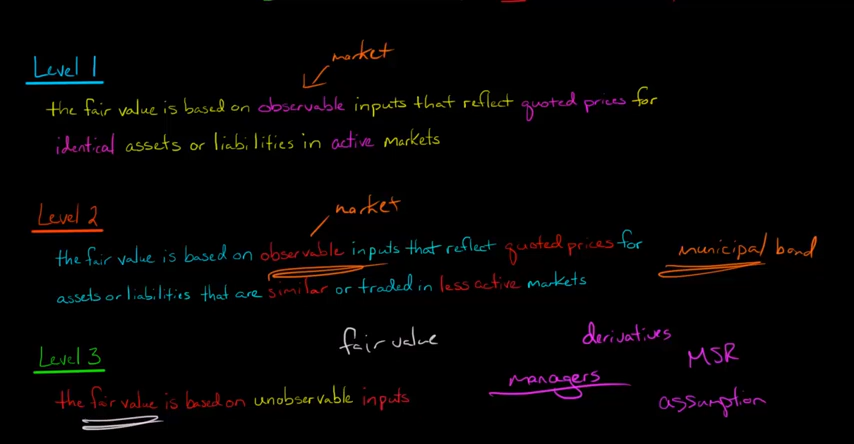 market
Level 1
the fair value is based on observable inputs that reflect quoted prices for
identical assets or liabilities in active markets
market
Level 2
the fair value is based on observable inputs that reflect quoted prices for
municipal bond
assets or liabilities that are similar or traded in less active markets
fair value
derivatives
Level 3
MSR
managers
the fair value is based on unobservable inputs
assumption